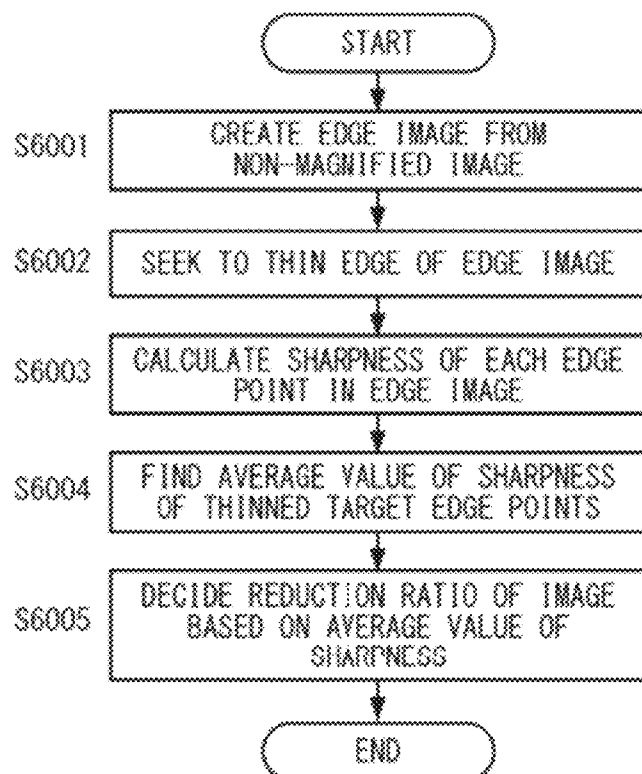 START
S6001
CREATE EDGE IMAGE FROM
NON-MAGNIFIED IMAGE
S6002
SEEK TO THIN EDGE OF EDGE IMAGE
S6003
CALCULATE SHARPNESS OF EACH EDGE
POINT IN EDGE IMAGE
S6004
FIND AVERAGE VALUE OF SHARPNESS
OF THINNED TARGET EDGE POINTS
S6005
DECIDE REDUCTION RATIO OF IMAGE
BASED ON AVERAGE VALUE OF
SHARPNESS
END